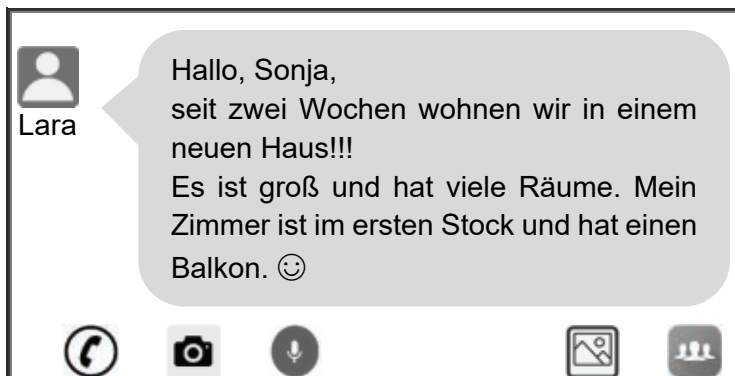 Lara
Hallo, Sonja,
seit zwei Wochen wohnen wir in einem
neuen Haus!!!
Es ist groß und hat viele Räume. Mein
Zimmer ist im ersten Stock und hat einen
Balkon. ☺